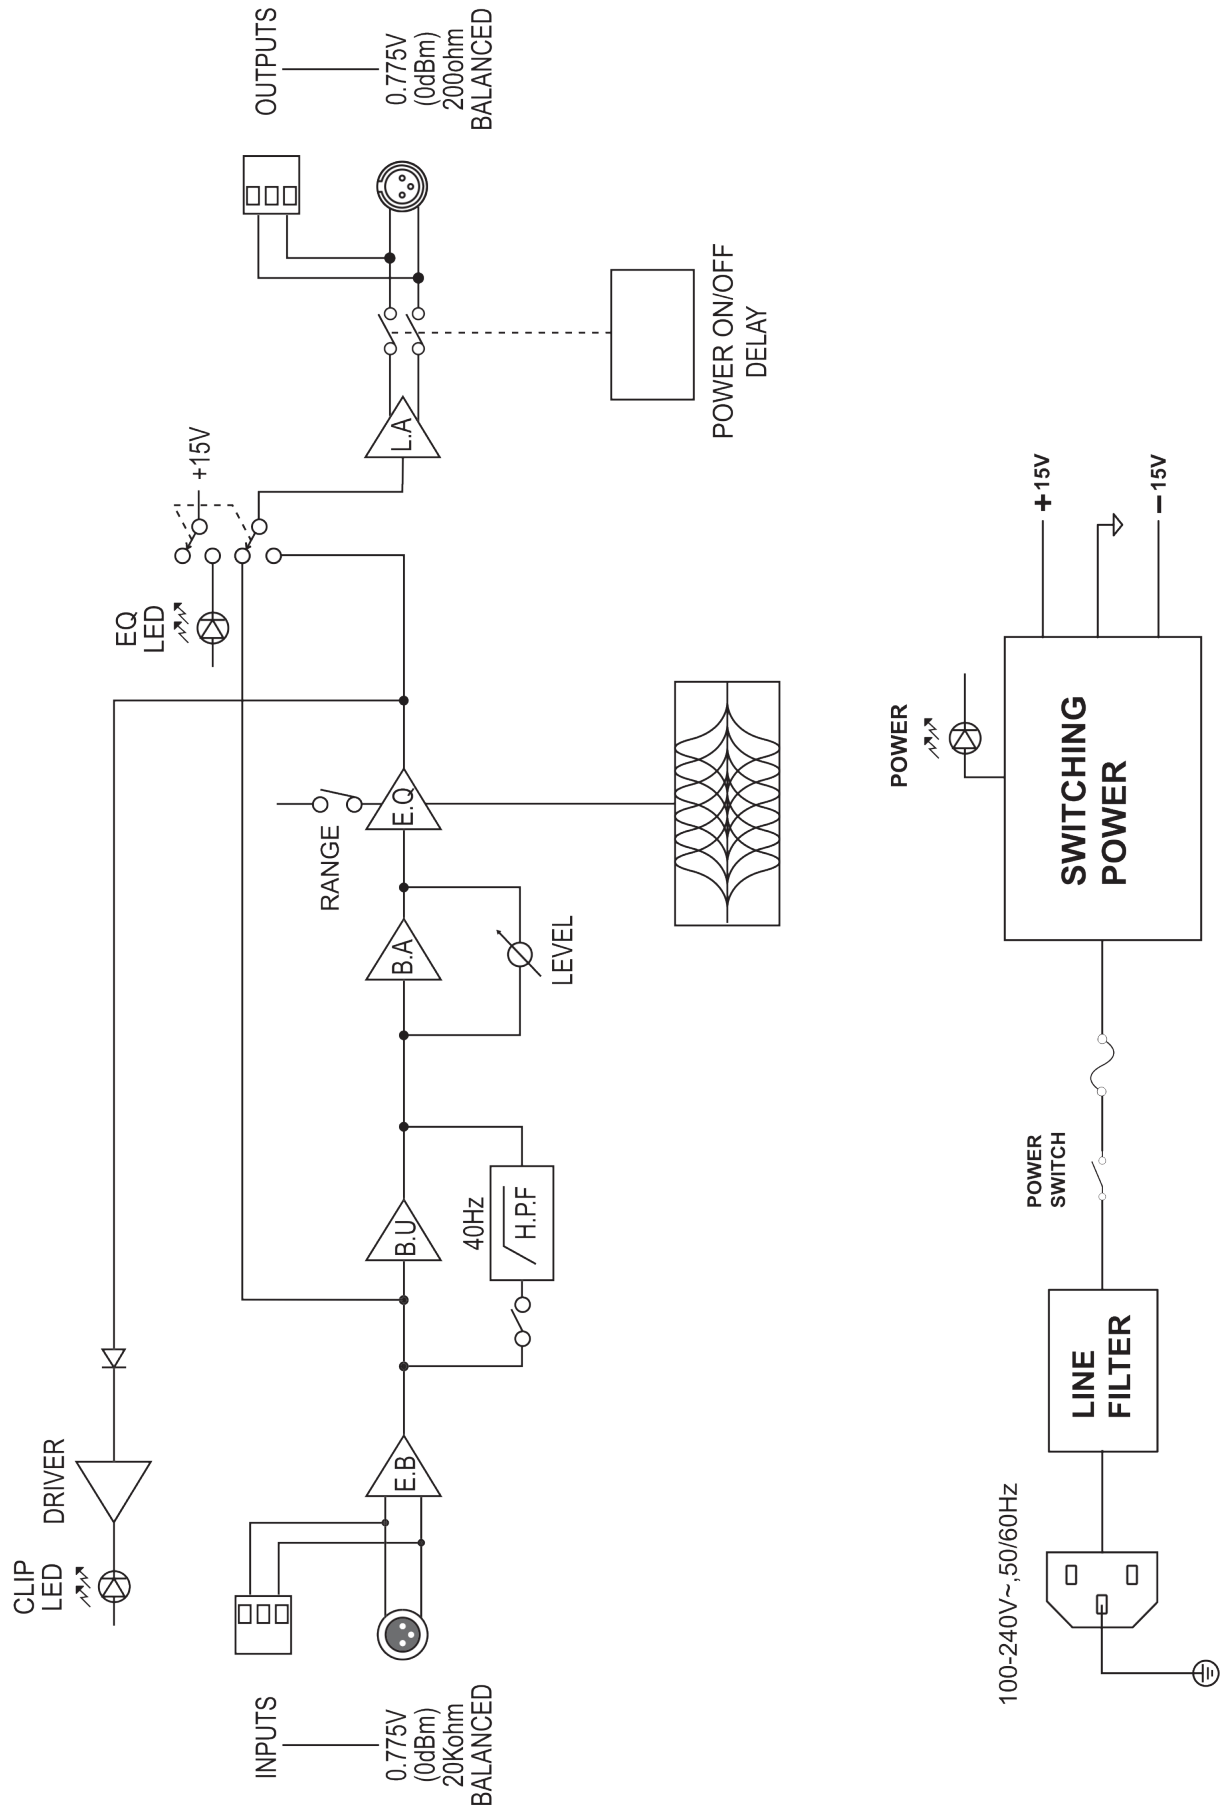 CLIP
LED
DRIVER
EQ
LED
+15V
INPUTS
0.775V
(0dBm)
20Kohm
BALANCED
E.B
B.U
40Hz
H.P.F
B.A
LEVEL
RANGE
E.Q
L.A
OUTPUTS
0.775V
(0dBm)
200ohm
BALANCED
POWER ON/OFF
DELAY
100-240V~,50/60Hz
LINE
FILTER
POWER
SWITCH
SWITCHING
POWER
POWER
+15V
-15V